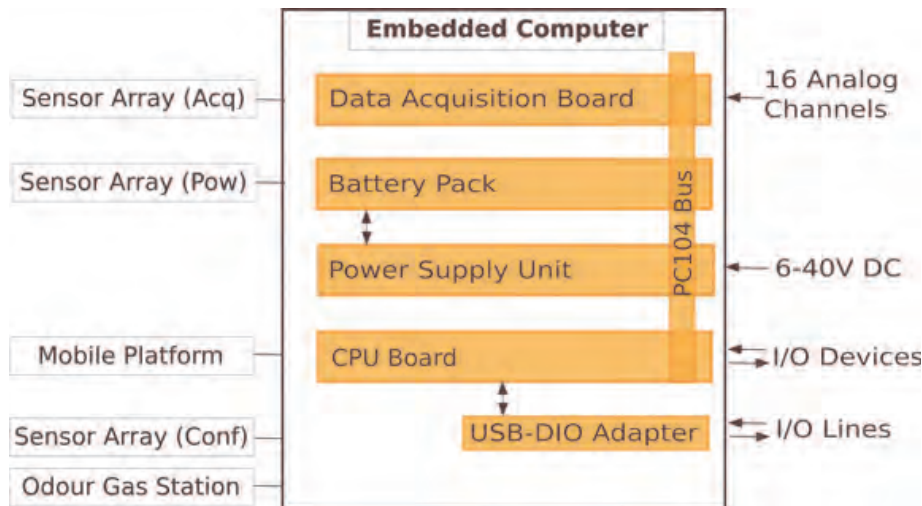 Embedded Computer
Sensor Array (Acq)
Data Acquisition Board
16 Analog
Channels
Sensor Array (Pow)
Battery Pack
PC104 Bus
Power Supply Unit
6-40V DC
Mobile Platform
CPU Board
I/O Devices
Sensor Array (Conf)
USB-DIO Adapter
I/O Lines
Odour Gas Station